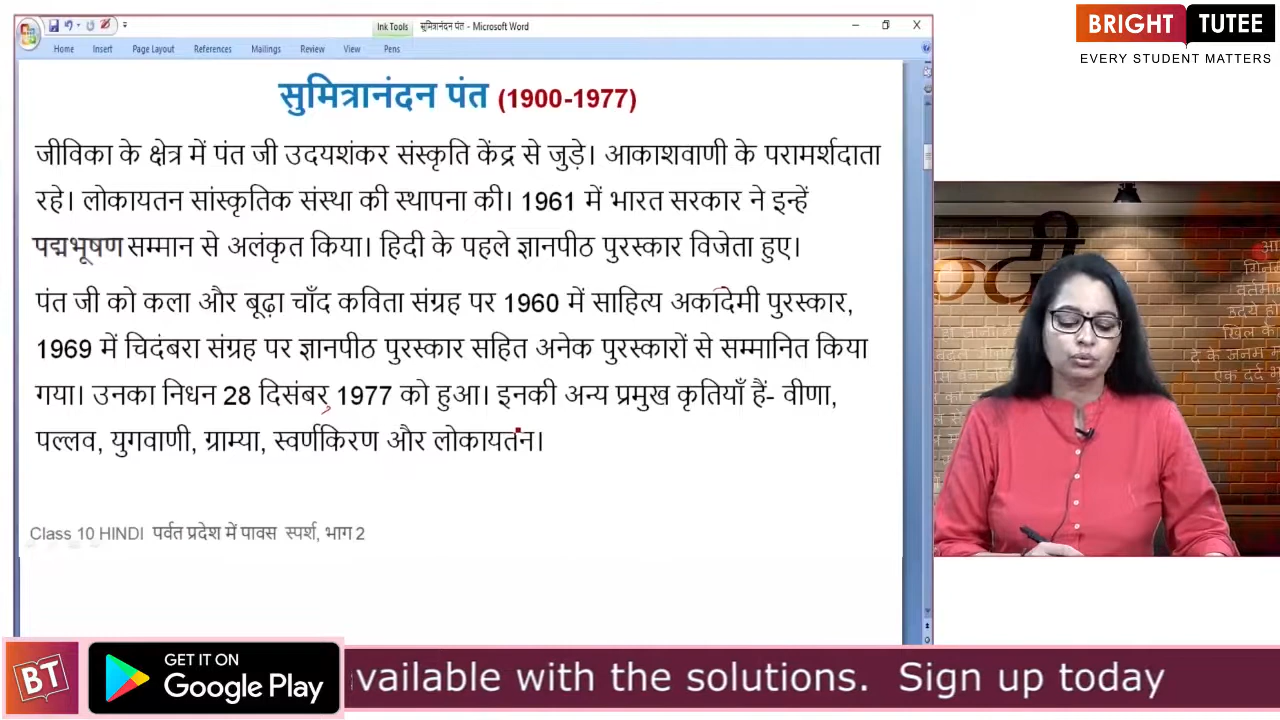 BRIGHT TUTEE
EVERY STUDENT MATTERS
Ink Tools
सुमित्रानंदन पंत - Microsoft Word
Home Insert Page Layout References Mailings Review View Pens
सुमित्रानंदन पंत (1900-1977)
जीविका के क्षेत्र में पंत जी उदयशंकर संस्कृति केंद्र से जुड़े। आकाशवाणी के परामर्शदाता
रहे। लोकायतन सांस्कृतिक संस्था की स्थापना की। 1961 में भारत सरकार ने इन्हें
पद्मभूषण सम्मान से अलंकृत किया। हिदी के पहले ज्ञानपीठ पुरस्कार विजेता हुए।
पंत जी को कला और बूढ़ा चाँद कविता संग्रह पर 1960 में साहित्य अकादेमी पुरस्कार,
1969 में चिदंबरा संग्रह पर ज्ञानपीठ पुरस्कार सहित अनेक पुरस्कारों से सम्मानित किया
गया। उनका निधन 28 दिसंबर 1977 को हुआ। इनकी अन्य प्रमुख कृतियाँ हैं- वीणा,
पल्लव, युगवाणी, ग्राम्या, स्वर्णकिरण और लोकायतन।
Class 10 HINDI पर्वत प्रदेश में पावस स्पर्श, भाग 2
BT
GET IT ON
Google Play
vailable with the solutions. Sign up today